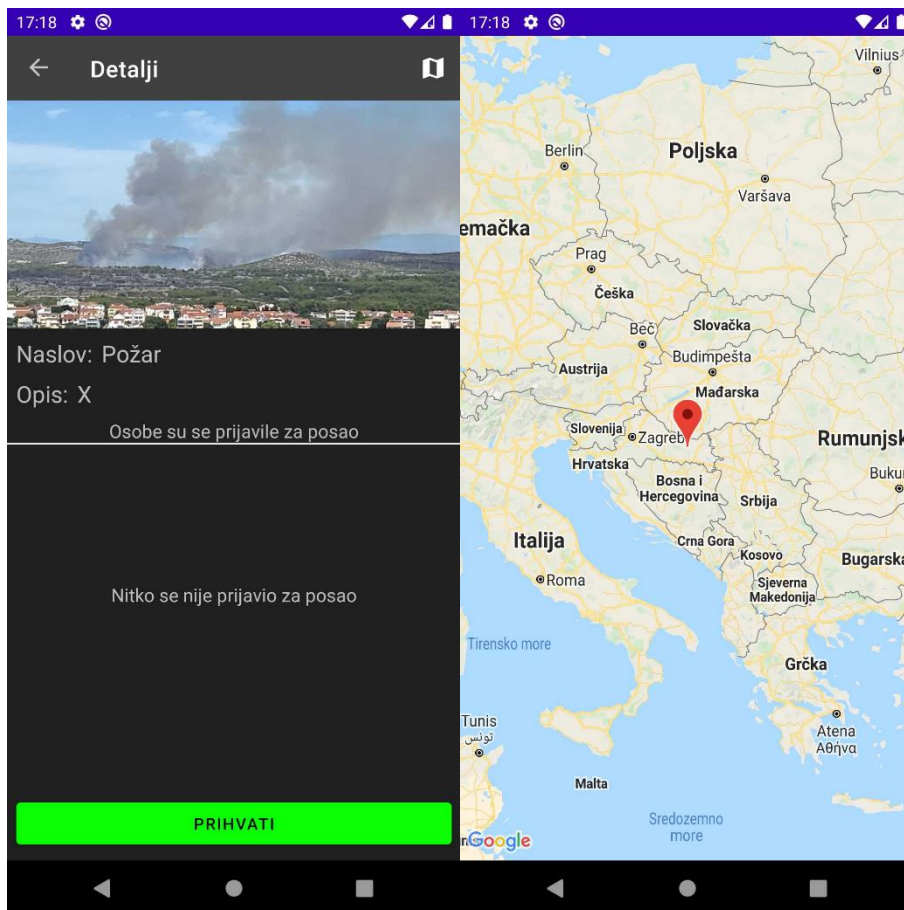 17:18
Detalji
Naslov: Požar
Opis: X
Osobe su se prijavile za posao
Nitko se nije prijavio za posao
PRIHVATI
17:18
Vilnius
Berlin
Poljska
Varšava
emačka
Prag
Češka
Beč
Slovačka
Budimpešta
Austrija
Mađarska
Slovenija
Zagreb
Rumunjsk
Hrvatska
Bosna i
Hercegovina
Srbija
Buku
Italija
Crna Gora
Kosovo
Bugarska
Roma
Sjeverna
Makedonija
Tirensko more
Grčka
Tunis
تونس
Atena
Αθήνα
Malta
Sredozemno
more
Google